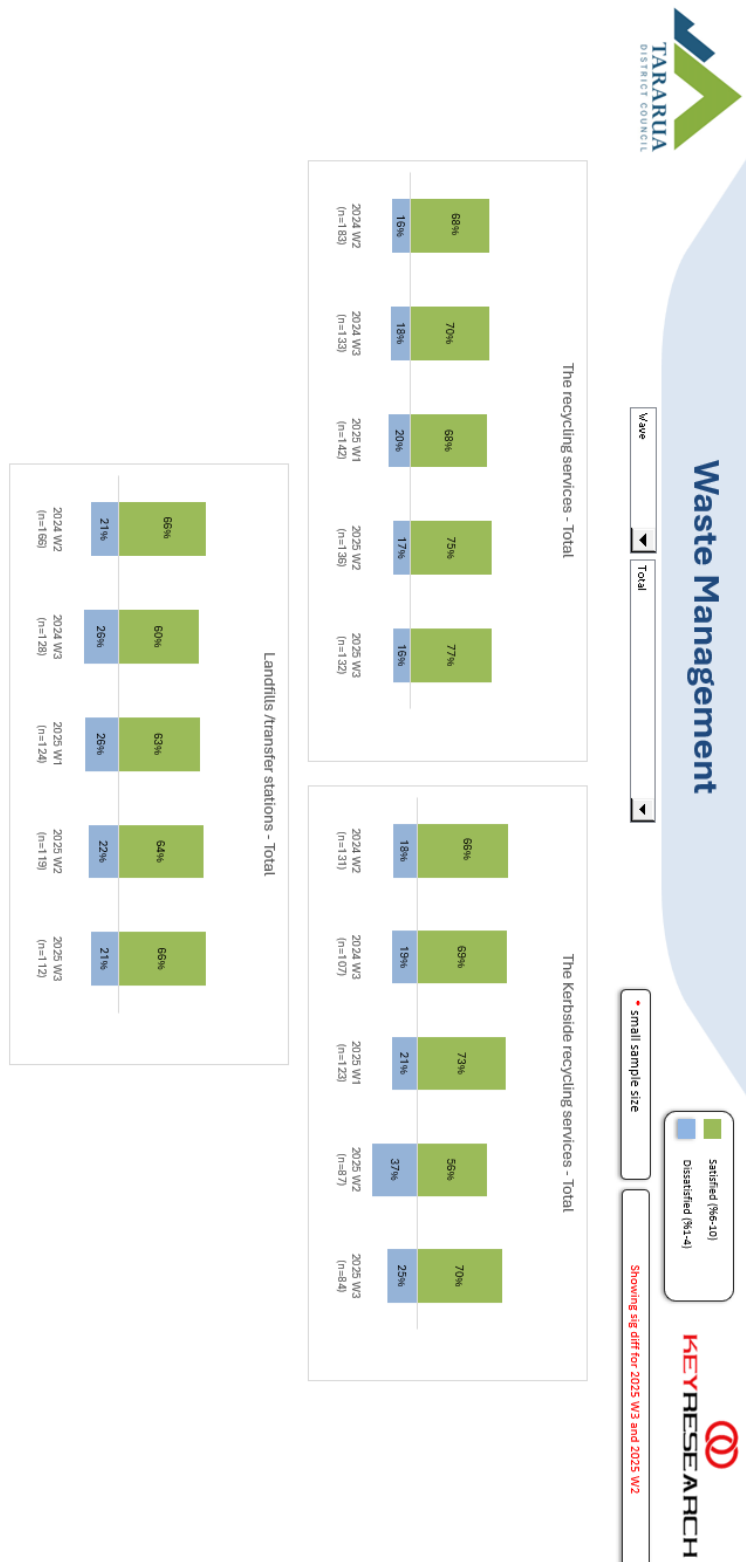 TARARUA
DISTRICT COUNCIL
Waste Management
Satisfied (%6-10)
Dissatisfied (%1-4)
KEYRESEARCH
Wave
Total
* small sample size
Showing sig diff for 2025 W3 and 2025 W2
The recycling services - Total
68% 70% 68% 75% 77%
16% 18% 20% 17% 16%
2024 W2 2024 W3 2025 W1 2025 W2 2025 W3
(n=183) (n=133) (n=142) (n=136) (n=132)
The Kerbside recycling services - Total
66% 69% 73% 56% 70%
18% 19% 21% 37% 25%
2024 W2 2024 W3 2025 W1 2025 W2 2025 W3
(n=131) (n=107) (n=123) (n=87) (n=84)
Landfills /transfer stations - Total
66% 60% 63% 64% 66%
21% 26% 26% 22% 21%
2024 W2 2024 W3 2025 W1 2025 W2 2025 W3
(n=166) (n=128) (n=124) (n=119) (n=112)